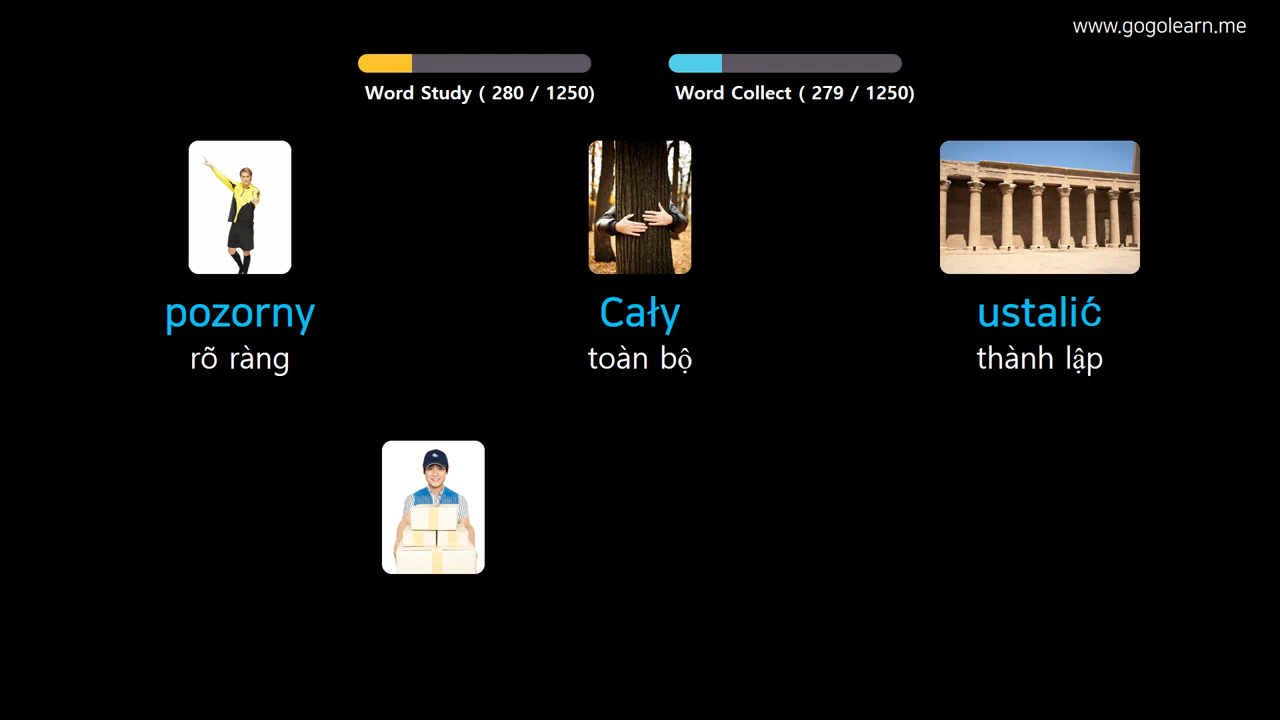 www.gogolearn.me
Word Study ( 280 / 1250)
Word Collect ( 279 / 1250)
pozorny
rõ ràng
Cały
toàn bộ
ustalić
thành lập